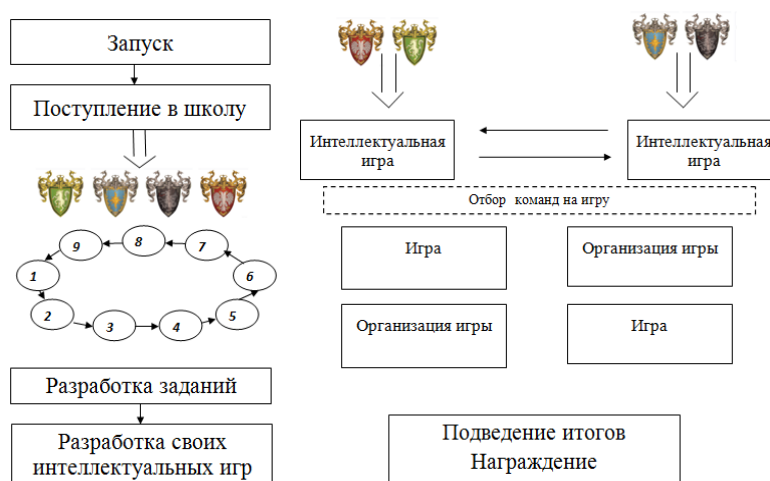 Запуск
Поступление в школу
9
8
7
1
6
2
3
4
5
Разработка заданий
Разработка своих
интеллектуальных игр
Интеллектуальная
игра
Интеллектуальная
игра
Отбор команд на игру
Игра
Организация игры
Организация игры
Игра
Подведение итогов
Награждение